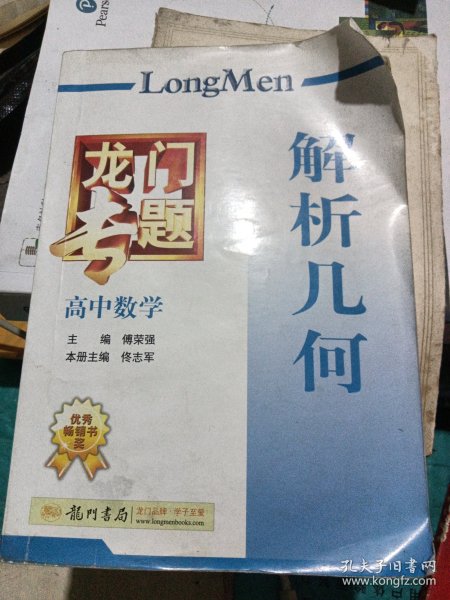 Pearson
LongMen
龙门
专题
解析几何
高中数学
主 编 傅荣强
本册主编 佟志军
优秀
畅销书
奖
龍門書局
龙门品牌·学子至爱
www.longmenbooks.com
孔夫子旧书网
www.kongfz.com